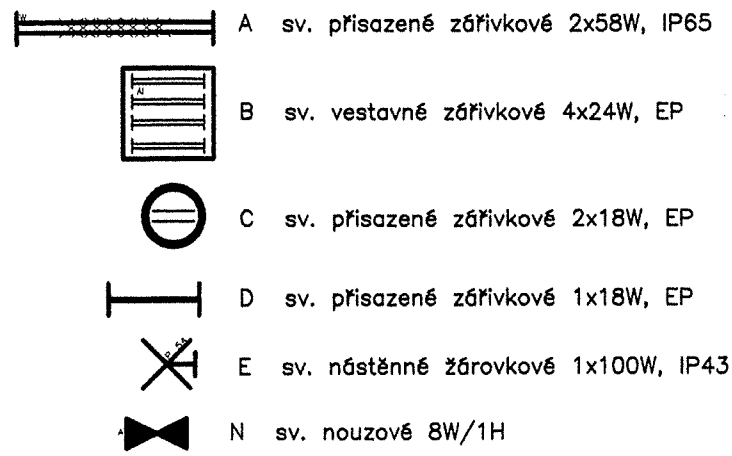 A sv. přisazené zářivkové 2x58W, IP65
B sv. vestavné zářivkové 4x24W, EP
C sv. přisazené zářivkové 2x18W, EP
D sv. přisazené zářivkové 1x18W, EP
E sv. nástěnné žárovkové 1x100W, IP43
N sv. nouzové 8W/1H